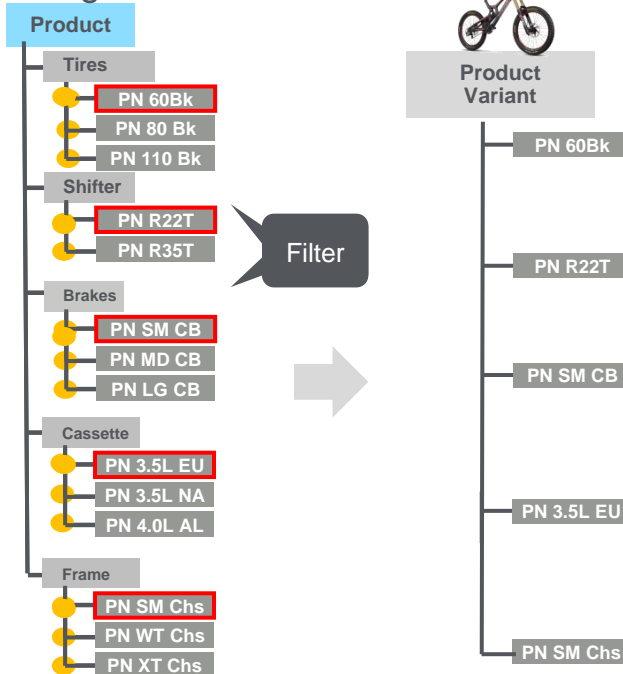 Product
Tires
PN 60Bk
PN 80 Bk
PN 110 Bk
Shifter
PN R22T
PN R35T
Brakes
PN SM CB
PN MD CB
PN LG CB
Cassette
PN 3.5L EU
PN 3.5L NA
PN 4.0L AL
Frame
PN SM Chs
PN WT Chs
PN XT Chs
Filter
Product
Variant
PN 60Bk
PN R22T
PN SM CB
PN 3.5L EU
PN SM Chs